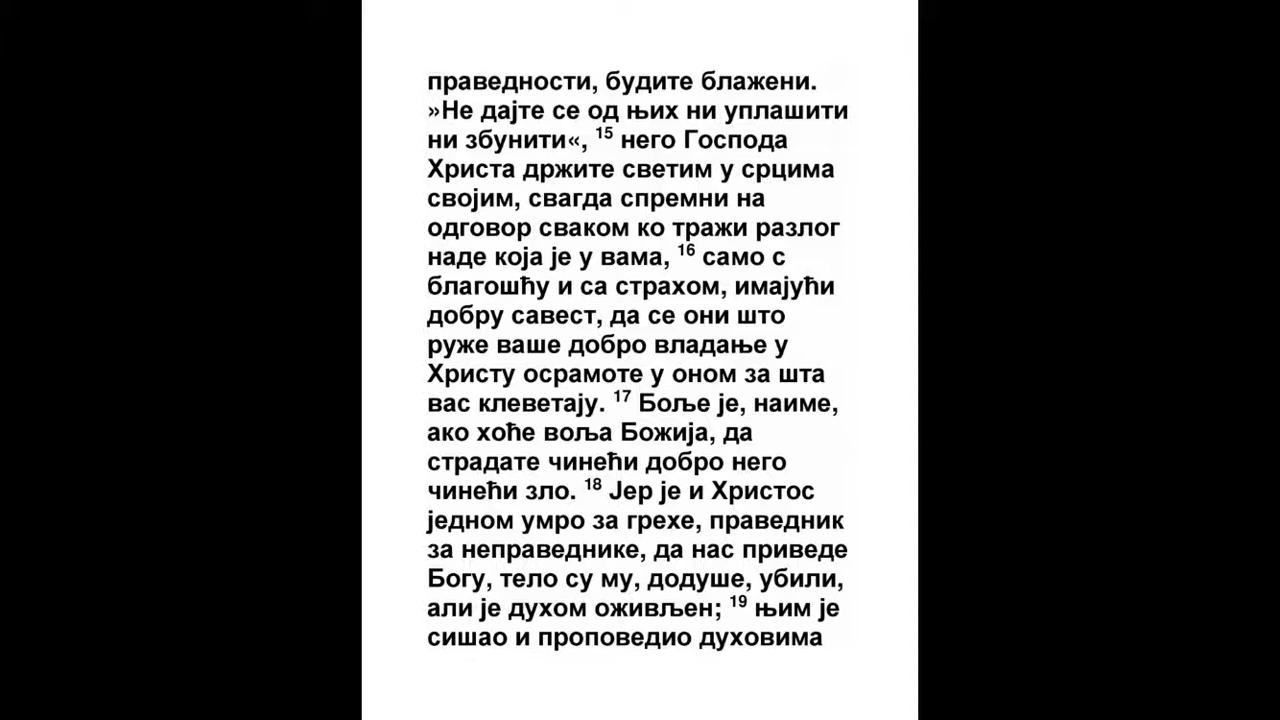 праведности, будите блажени.
»Не дајте се од њих ни уплашити
ни збунити«, 15 него Господа
Христа држите светим у срцима
својим, свагда спремни на
одговор сваком ко тражи разлог
наде која је у вама, 16 само с
благошћу и са страхом, имајући
добру савест, да се они што
руже ваше добро владање у
Христу осрамоте у оном за шта
вас клеветају. 17 Боље је, наиме,
ако хоће воља Божија, да
страдате чинећи добро него
чинећи зло. 18 Јер је и Христос
једном умро за грехе, праведник
за неправеднике, да нас приведе
Богу, тело су му, додуше, убили,
али је духом оживљен; 19 њим је
сишао и проповедио духовима